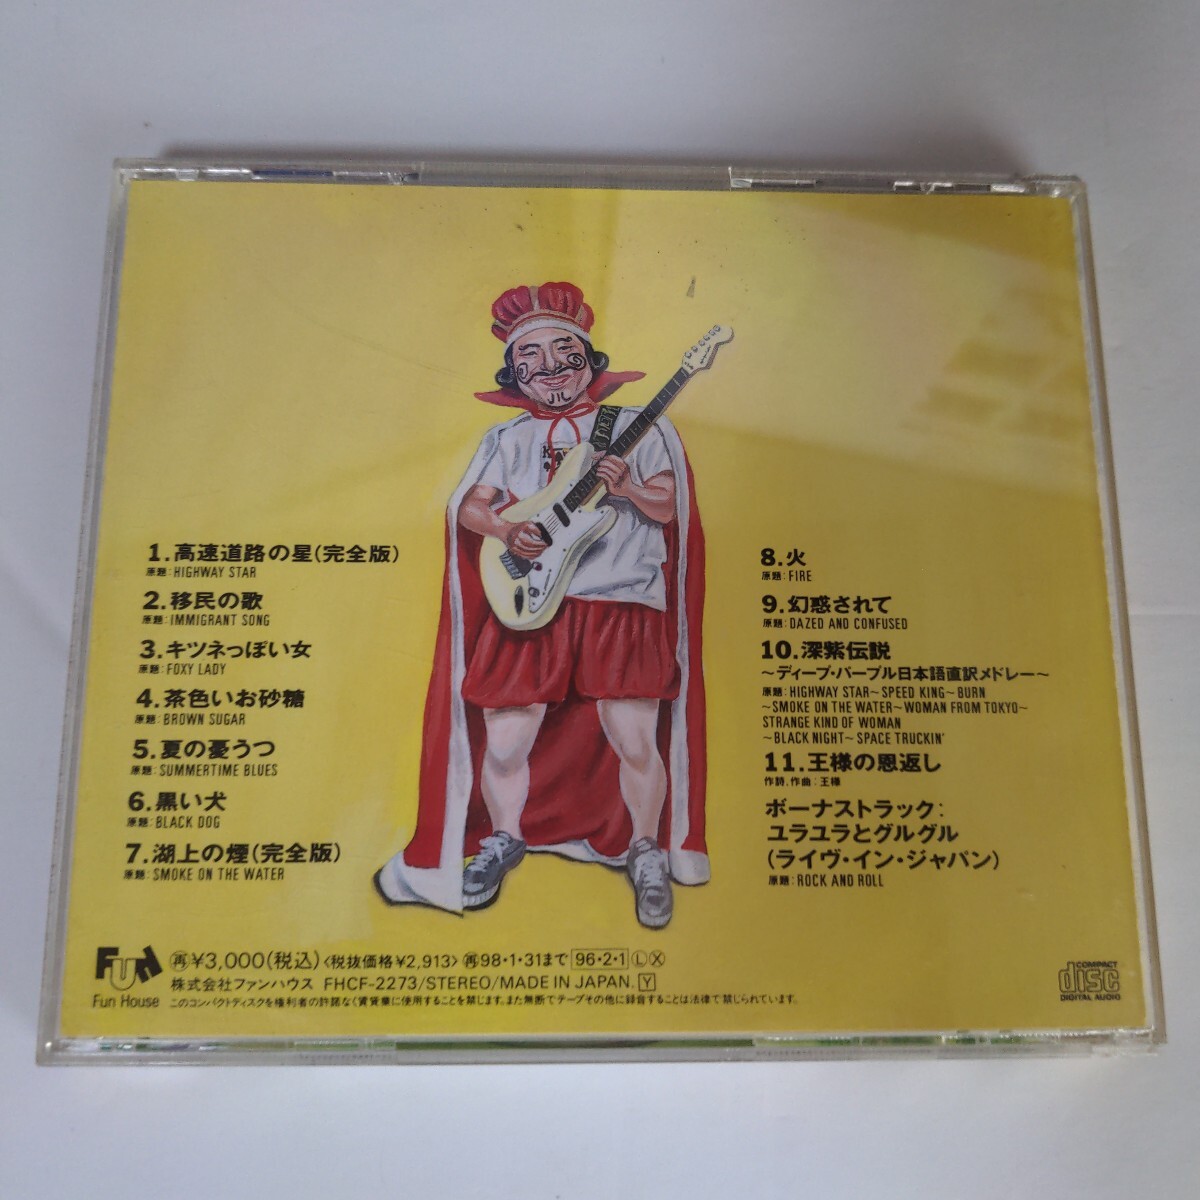 1.高速道路の星(完全版)
原題:HIGHWAY STAR
2.移民の歌
原題:IMMIGRANT SONG
3.キツネっぽい女
原題:FOXY LADY
4.茶色いお砂糖
原題:BROWN SUGAR
5.夏の憂うつ
原題:SUMMERTIME BLUES
6.黒い犬
原題:BLACK DOG
7.湖上の煙(完全版)
原題:SMOKE ON THE WATER
8.火
原題:FIRE
9.幻惑されて
原題:DAZED AND CONFUSED
10.深紫伝説
~ディープ・パープル日本語直訳メドレー~
原題:HIGHWAY STAR~SPEED KING~BURN
~SMOKE ON THE WATER~WOMAN FROM TOKYO~
STRANGE KIND OF WOMAN
~BLACK NIGHT~SPACE TRUCKIN'
11.王様の恩返し
作詩,作曲:王様
ボーナストラック:
ユラユラとグルグル
(ライヴ・イン・ジャパン)
原題:ROCK AND ROLL
Fun
Fun House
再¥3,000(税込)<税抜価格¥2,913>再98・1・31まで 96・2・1 L X
株式会社ファンハウス FHCF-2273/STEREO/MADE IN JAPAN. Y
このコンパクトディスクを権利者の許諾なく賃貸業に使用することを禁じます。また無断でテープその他に録音することは法律で禁じられています。
COMPACT
disc
DIGITAL AUDIO